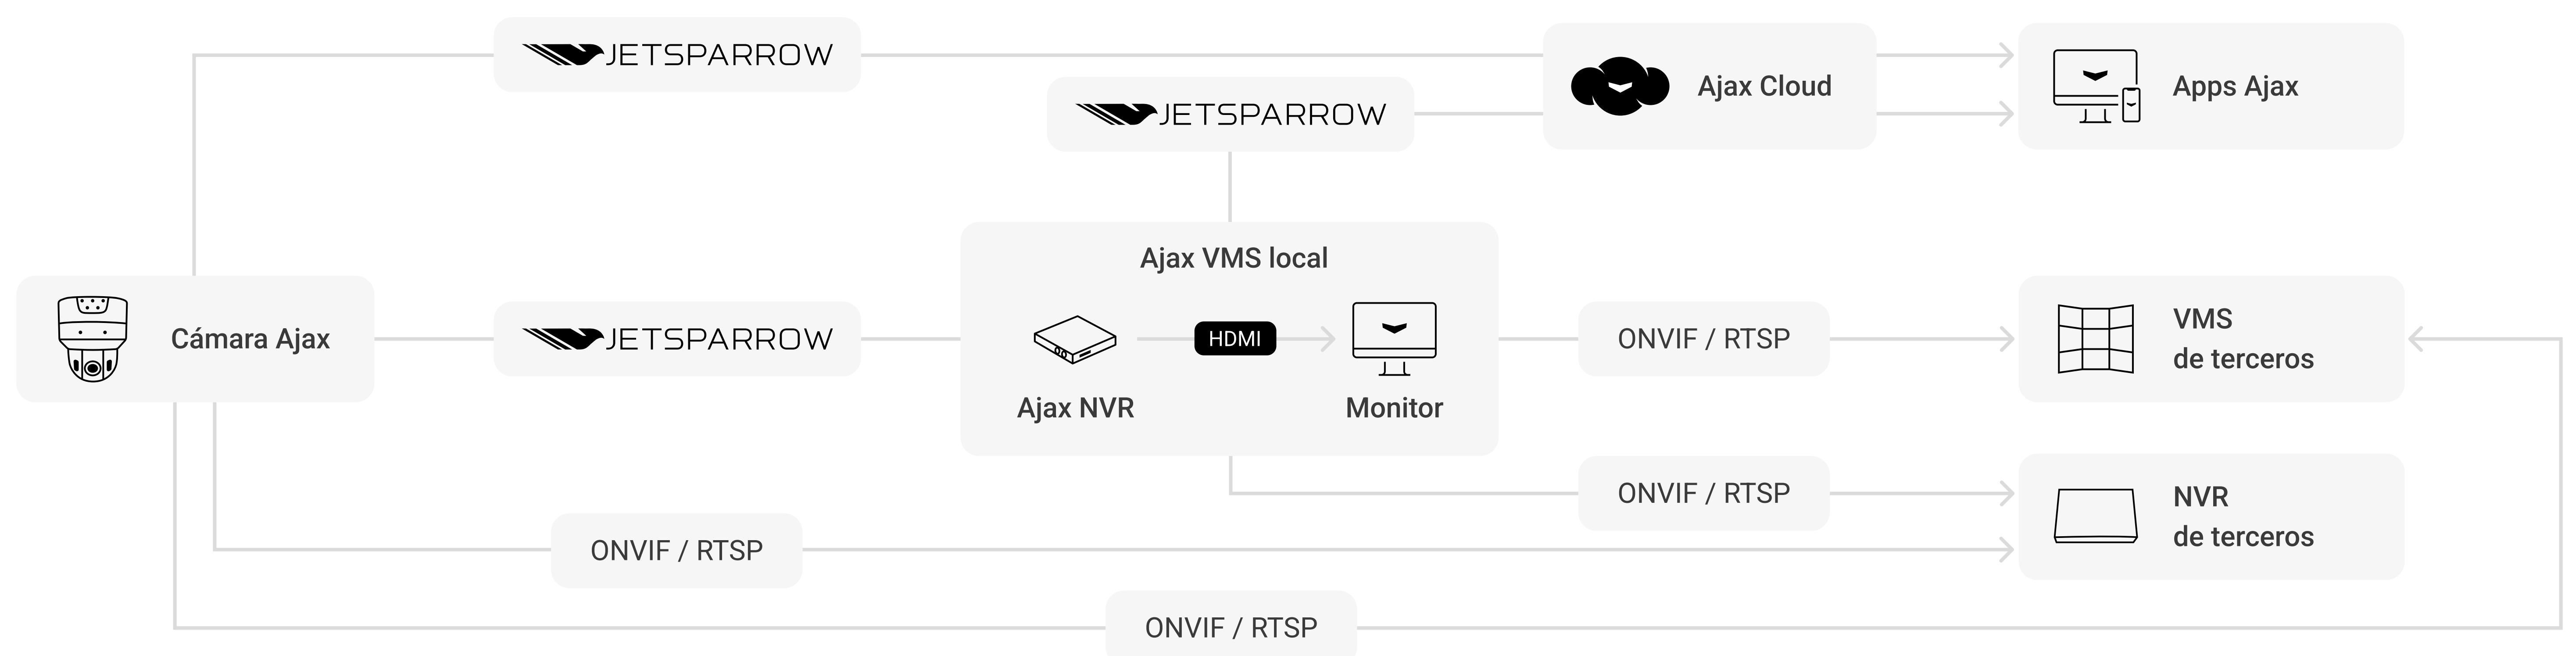 JETSPARROW
JETSPARROW
Ajax Cloud
Apps Ajax
Ajax VMS local
Cámara Ajax
JETSPARROW
HDMI
Ajax NVR
Monitor
ONVIF / RTSP
VMS
de terceros
ONVIF / RTSP
NVR
de terceros
ONVIF / RTSP
ONVIF / RTSP